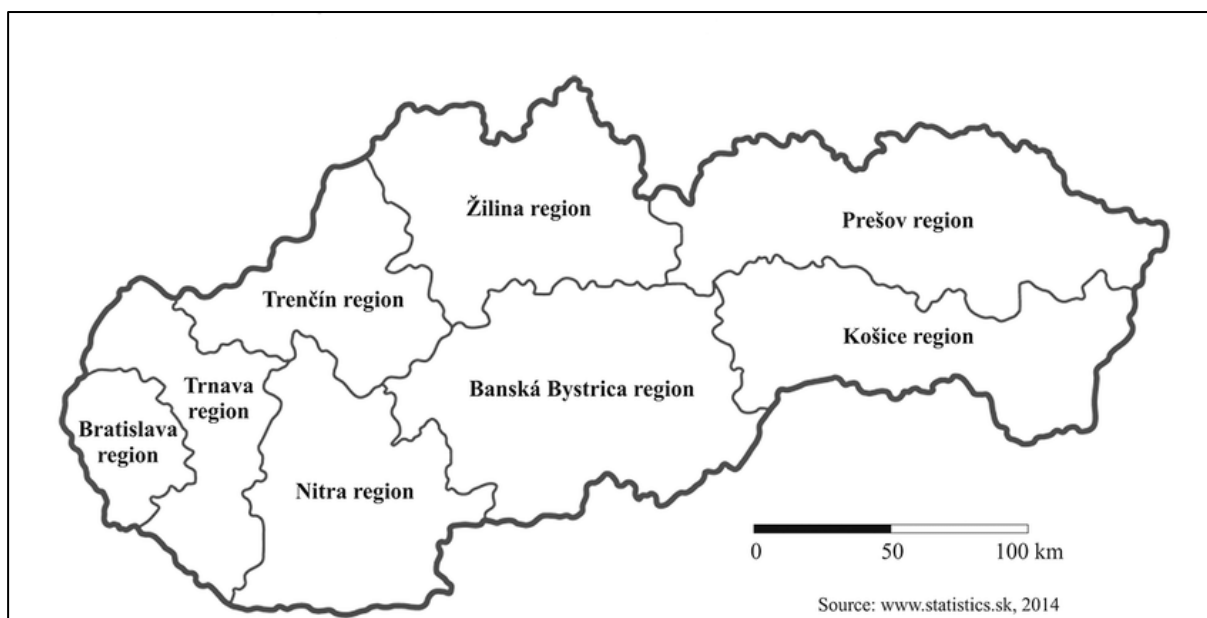 Žilina region
Prešov region
Trenčín region
Košice region
Trnava
region
Banská Bystrica region
Bratislava
region
Nitra region
0 50 100 km
Source: www.statistics.sk, 2014